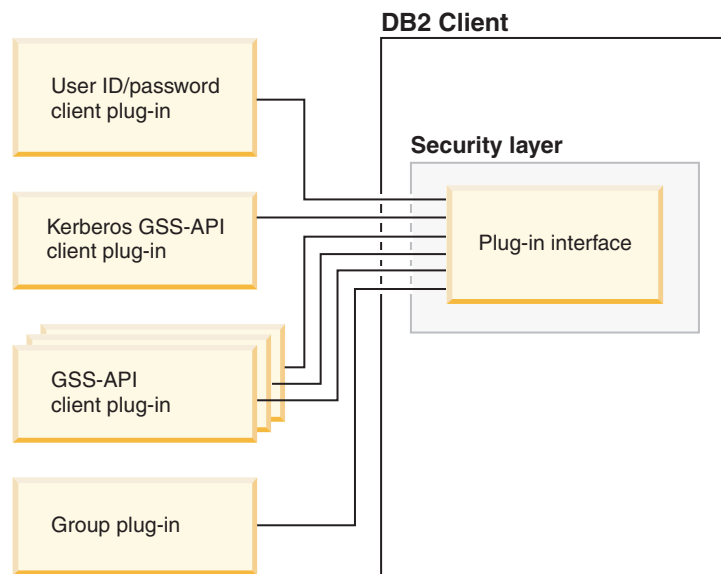 DB2 Client
User ID/password
client plug-in
Security layer
Kerberos GSS-API
client plug-in
Plug-in interface
GSS-API
client plug-in
Group plug-in